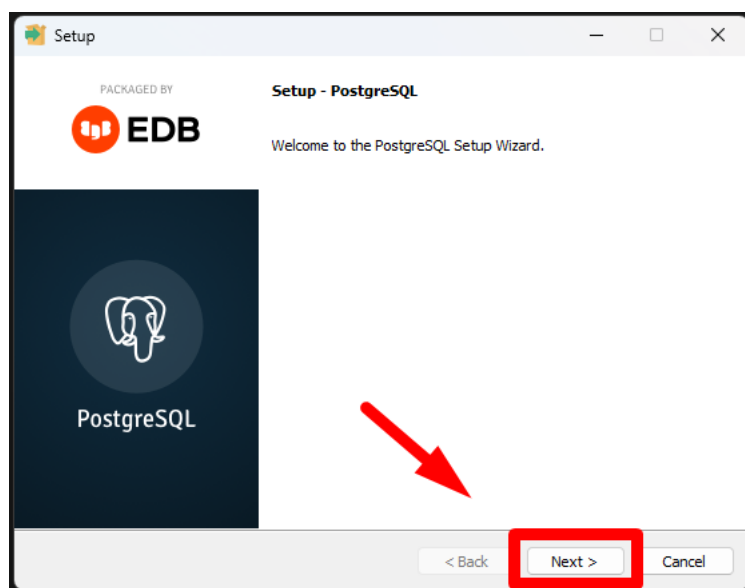 Setup
PACKAGED BY
EDB
Setup - PostgreSQL
Welcome to the PostgreSQL Setup Wizard.
PostgreSQL
< Back
Next >
Cancel